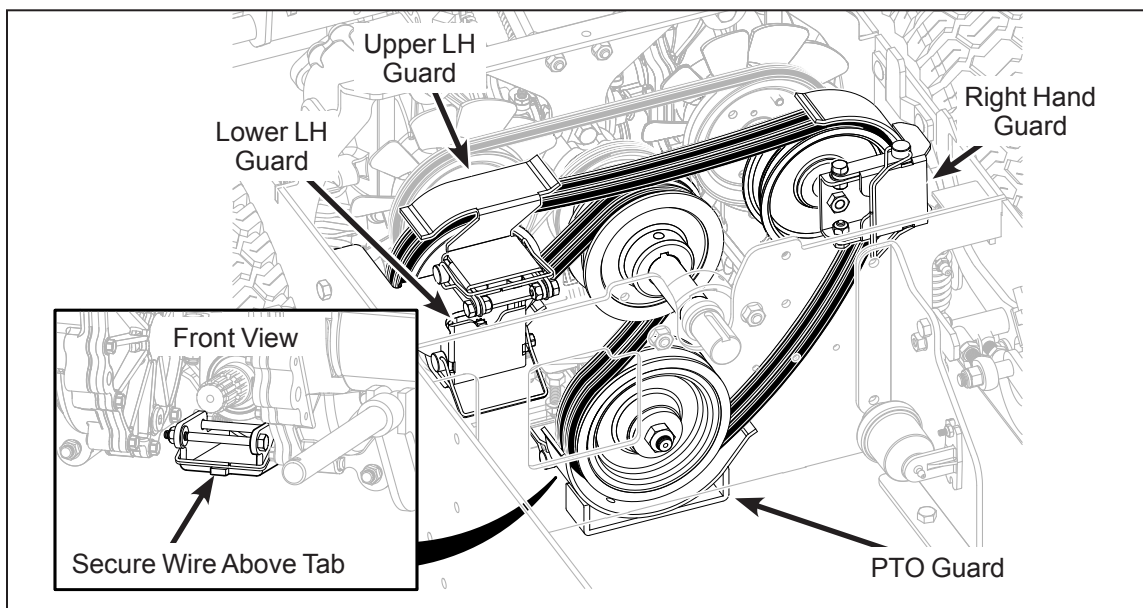 Upper LH
Guard
Lower LH
Guard
Right Hand
Guard
Front View
Secure Wire Above Tab
PTO Guard